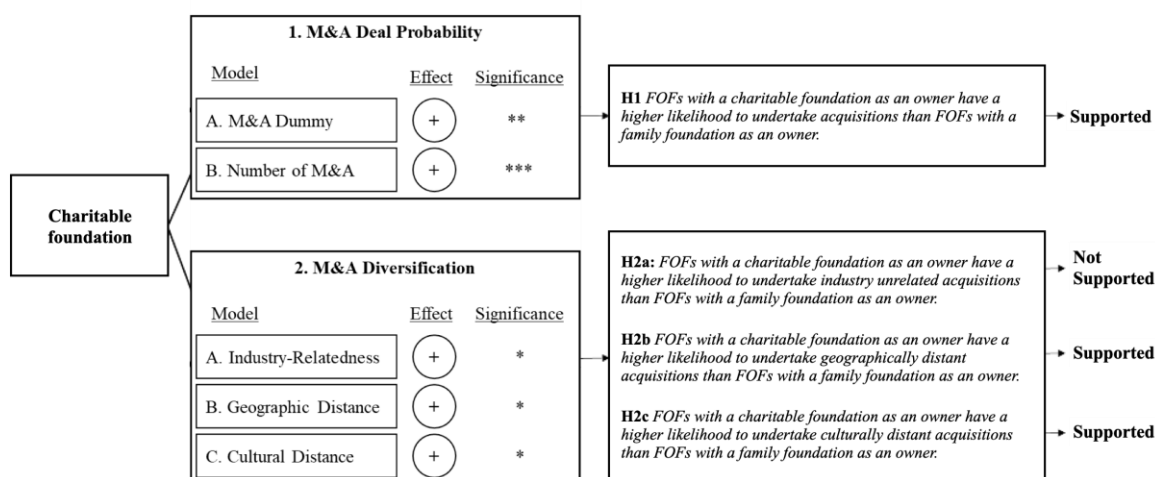 1. M&A Deal Probability
Model Effect Significance
A. M&A Dummy + **
B. Number of M&A + ***
H1 FOFs with a charitable foundation as an owner have a
higher likelihood to undertake acquisitions than FOFs with a
family foundation as an owner.
Supported
Charitable
foundation
2. M&A Diversification
Model Effect Significance
A. Industry-Relatedness + *
B. Geographic Distance + *
C. Cultural Distance + *
H2a: FOFs with a charitable foundation as an owner have a
higher likelihood to undertake industry unrelated acquisitions
than FOFs with a family foundation as an owner.
Not
Supported
H2b FOFs with a charitable foundation as an owner have a
higher likelihood to undertake geographically distant
acquisitions than FOFs with a family foundation as an owner.
Supported
H2c FOFs with a charitable foundation as an owner have a
higher likelihood to undertake culturally distant acquisitions
than FOFs with a family foundation as an owner.
Supported